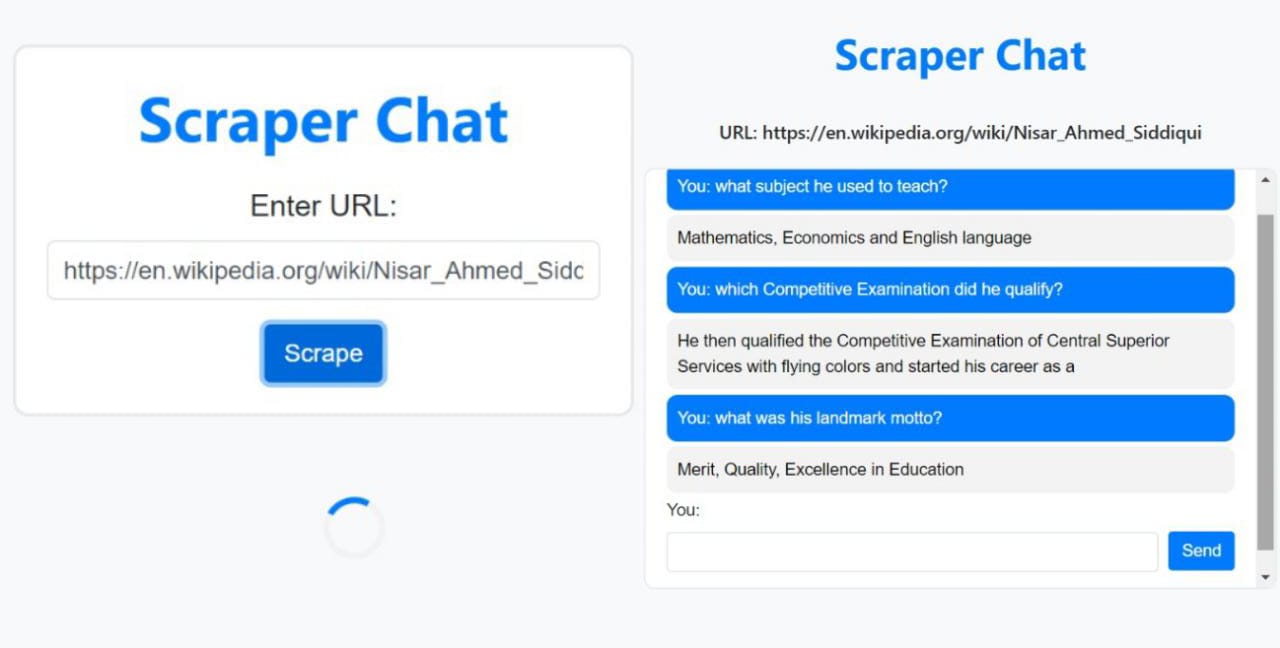 Scraper Chat
Enter URL:
https://en.wikipedia.org/wiki/Nisar_Ahmed_Sidd
Scrape
Scraper Chat
URL: https://en.wikipedia.org/wiki/Nisar_Ahmed_Siddiqui
You: what subject he used to teach?
Mathematics, Economics and English language
You: which Competitive Examination did he qualify?
He then qualified the Competitive Examination of Central Superior
Services with flying colors and started his career as a
You: what was his landmark motto?
Merit, Quality, Excellence in Education
You:
Send